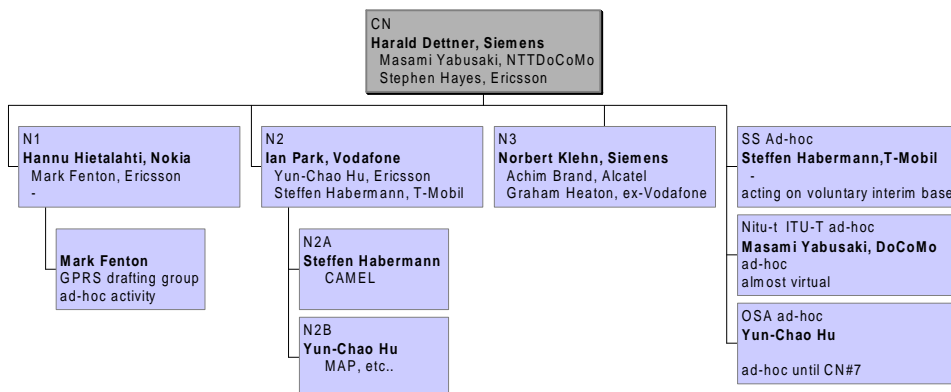 CN
Harald Dettner, Siemens
Masami Yabusaki, NTTDoCoMo
Stephen Hayes, Ericsson
N1
Hannu Hietalahti, Nokia
Mark Fenton, Ericsson
-
N2
Ian Park, Vodafone
Yun-Chao Hu, Ericsson
Steffen Habermann, T-Mobil
N3
Norbert Klehn, Siemens
Achim Brand, Alcatel
Graham Heaton, ex-Vodafone
SS Ad-hoc
Steffen Habermann,T-Mobil
-
acting on voluntary interim base
Mark Fenton
GPRS drafting group
ad-hoc activity
N2A
Steffen Habermann
CAMEL
Nitu-t ITU-T ad-hoc
Masami Yabusaki, DoCoMo
ad-hoc
almost virtual
N2B
Yun-Chao Hu
MAP, etc..
OSA ad-hoc
Yun-Chao Hu
ad-hoc until CN#7